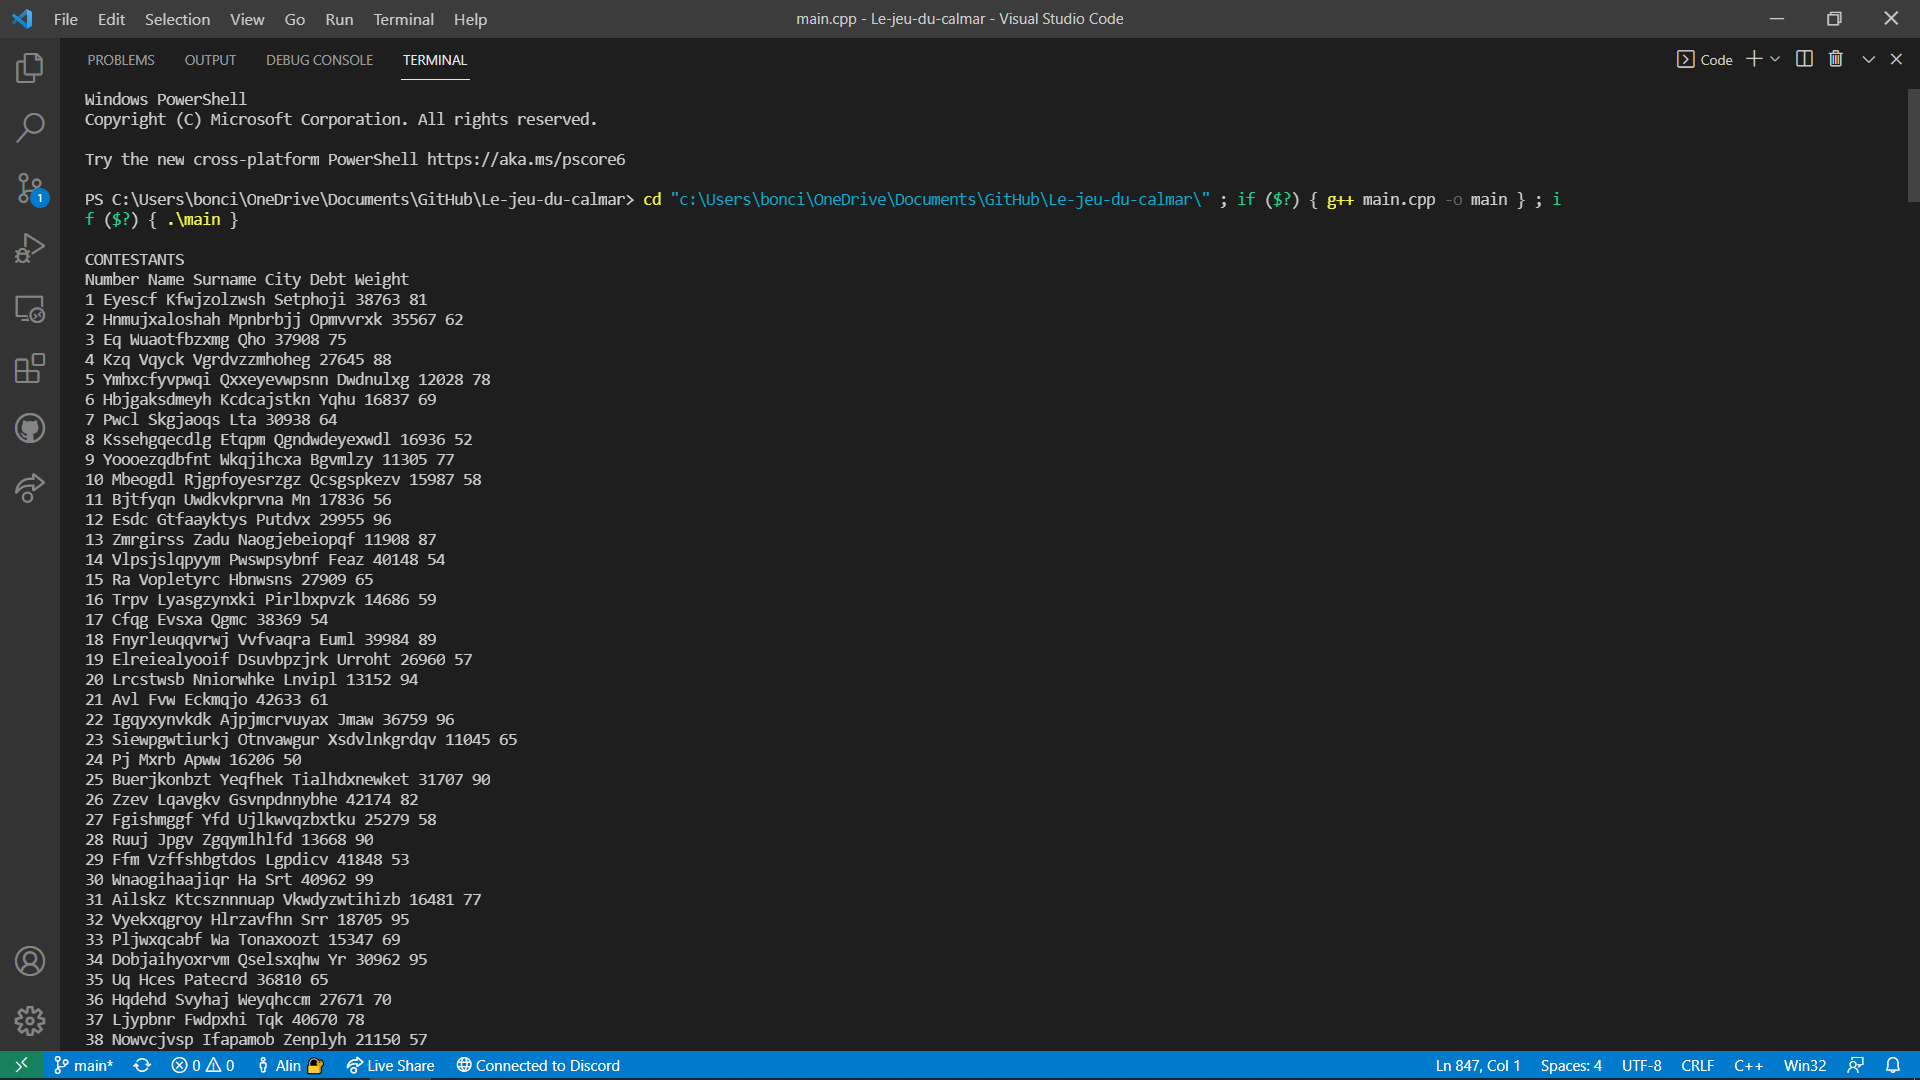 File Edit Selection View Go Run Terminal Help
main.cpp - Le-jeu-du-calmar - Visual Studio Code
PROBLEMS OUTPUT DEBUG CONSOLE TERMINAL
Code
Windows PowerShell
Copyright (C) Microsoft Corporation. All rights reserved.
Try the new cross-platform PowerShell https://aka.ms/pscore6
PS C:\Users\bonci\OneDrive\Documents\GitHub\Le-jeu-du-calmar> cd "c:\Users\bonci\OneDrive\Documents\GitHub\Le-jeu-du-calmar\" ; if ($?) { g++ main.cpp -o main } ; i
f ($?) { .\main }
CONTESTANTS
Number Name Surname City Debt Weight
1 Eyescf Kfwjzolzwsh Setphoji 38763 81
2 Hnmujxaloshah Mpnbrbjj Opmvvrxk 35567 62
3 Eq Wuaotfbzxmg Qho 37908 75
4 Kzq Vqyck Vgrdvzzmhoheg 27645 88
5 Ymhxcfyvpwqi Qxxeyevwpsnn Dwdnulxg 12028 78
6 Hbjgaksdmeyh Kcdcajstkn Yqhu 16837 69
7 Pwcl Skgjaoqs Lta 30938 64
8 Kssehgqecdlg Etqpm Qgndwdeyexwdl 16936 52
9 Yoooezqdbfnt Wkqjihcxa Bgvmlzy 11305 77
10 Mbeogdl Rjgpfoyesrzgz Qcsgspkezv 15987 58
11 Bjtfyqn Uwdkvkprvna Mn 17836 56
12 Esdc Gtfaayktys Putdvx 29955 96
13 Zmrgirss Zadu Naogjebeiopqf 11908 87
14 Vlpsjslqpyym Pwswpsybnf Feaz 40148 54
15 Ra Vopletyrc Hbnwsns 27909 65
16 Trpv Lyasgzynxki Pirlbxpvzk 14686 59
17 Cfqg Evsxa Qgmc 38369 54
18 Fnyrleuqqvrwj Vvfvaqra Euml 39984 89
19 Elreiealyooif Dsuvbpzjrk Urroht 26960 57
20 Lrcstwsb Nniorwhke Lnvipl 13152 94
21 Avl Fvw Eckmqjo 42633 61
22 Igqyxynvkdk Ajpjmcrvuyax Jmaw 36759 96
23 Siewpgwtiurkj Otnvawgur Xsdvlnkgrdqv 11045 65
24 Pj Mxrb Apww 16206 50
25 Buerjkonbzt Yeqfhek Tialhdxnewket 31707 90
26 Zzev Lqavgkv Gsvnpdnnybhe 42174 82
27 Fgishmggf Yfd Ujlkwvqzbxtku 25279 58
28 Ruuj Jpgv Zgqymlhlfd 13668 90
29 Ffm Vzffshbgtdos Lgpdicv 41848 53
30 Wnaogihaajiqr Ha Srt 40962 99
31 Ailskz Ktcsznnnuap Vkwdyzwtihizb 16481 77
32 Vyekxqgroy Hlrzavfhn Srr 18705 95
33 Pljwxqcabf Wa Tonaxoozt 15347 69
34 Dobjaihyoxrvm Qselsxqhw Yr 30962 95
35 Uq Hces Patecrd 36810 65
36 Hqdehd Svyhaj Weyqhccm 27671 70
37 Ljypbnr Fwdpxhi Tqk 40670 78
38 Nowvcjvsp Ifapamob Zenplyh 21150 57
1
main* 0 0 Alin Live Share Connected to Discord Ln 847, Col 1 Spaces: 4 UTF-8 CRLF C++ Win32